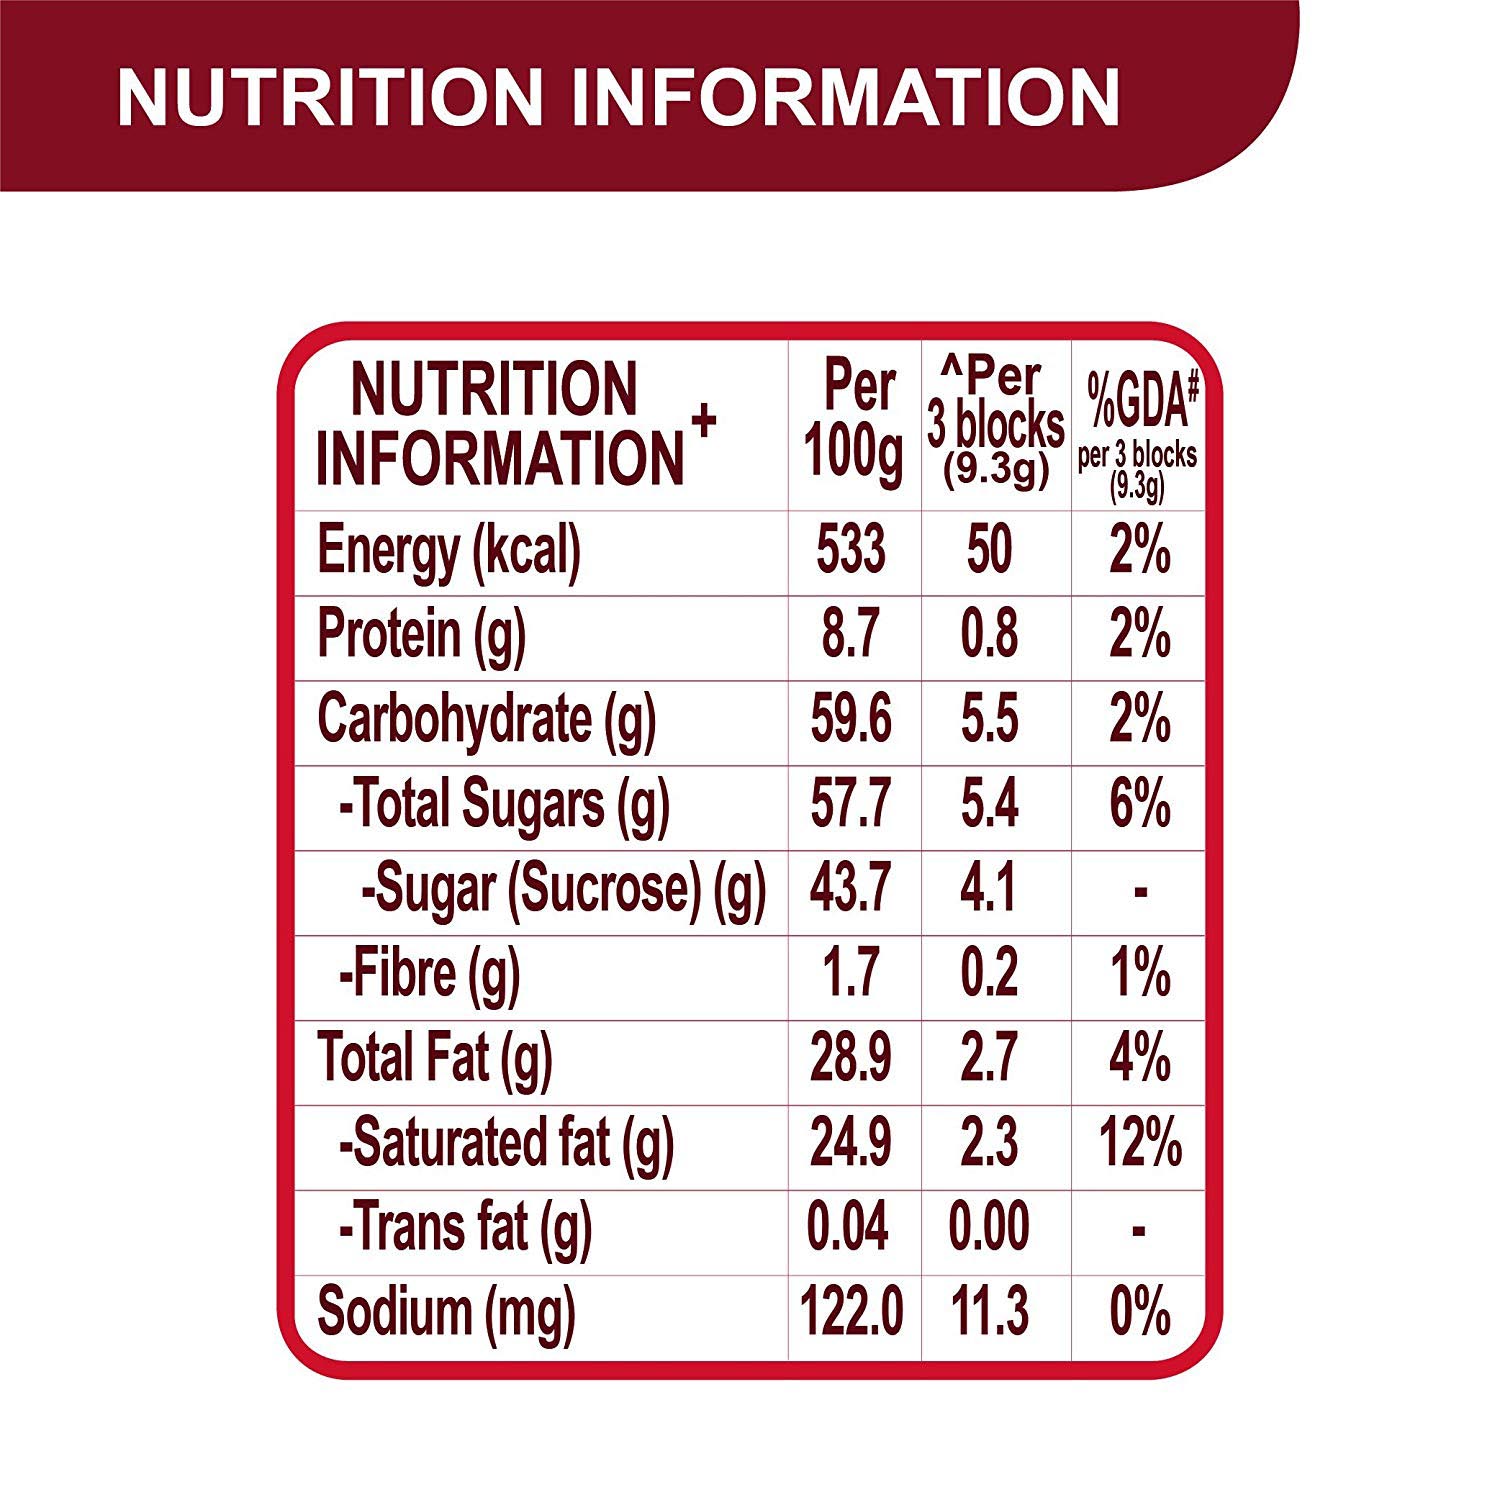 NUTRITION INFORMATION
NUTRITION
INFORMATION+
Per
100g
^Per
3 blocks
(9.3g)
%GDA#
per 3 blocks
(9.3g)
Energy (kcal) 533 50 2%
Protein (g) 8.7 0.8 2%
Carbohydrate (g) 59.6 5.5 2%
-Total Sugars (g) 57.7 5.4 6%
-Sugar (Sucrose) (g) 43.7 4.1 -
-Fibre (g) 1.7 0.2 1%
Total Fat (g) 28.9 2.7 4%
-Saturated fat (g) 24.9 2.3 12%
-Trans fat (g) 0.04 0.00 -
Sodium (mg) 122.0 11.3 0%